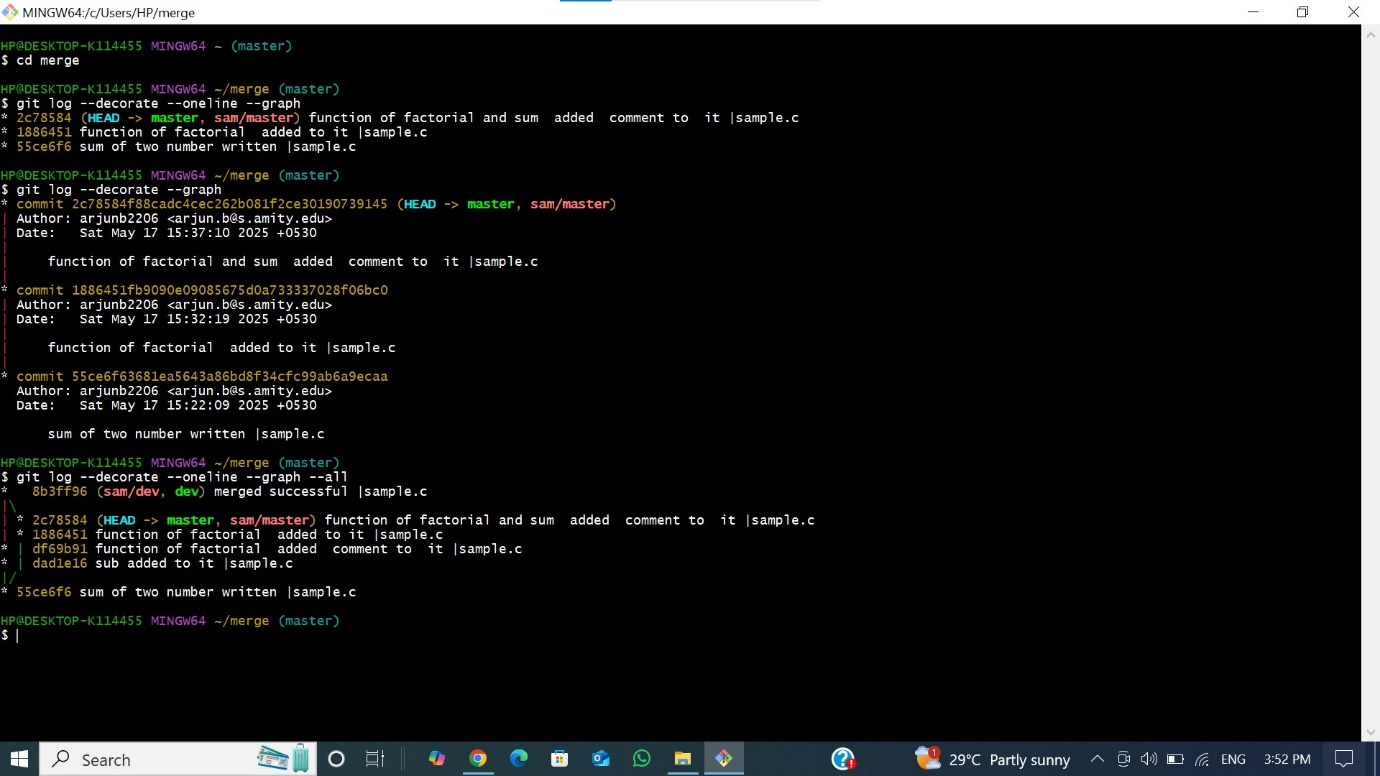 MINGW64:/c/Users/HP/merge
HP@DESKTOP-K114455 MINGW64 ~ (master)
$ cd merge
HP@DESKTOP-K114455 MINGW64 ~/merge (master)
$ git log --decorate --oneline --graph
* 2c78584 (HEAD -> master, sam/master) function of factorial and sum  added  comment to  it |sample.c
* 1886451 function of factorial  added to it |sample.c
* 55ce6f6 sum of two number written |sample.c
HP@DESKTOP-K114455 MINGW64 ~/merge (master)
$ git log --decorate --graph
* commit 2c78584f88cadc4cec262b081f2ce30190739145 (HEAD -> master, sam/master)
| Author: arjunb2206 <arjun.b@s.amity.edu>
| Date:   Sat May 17 15:37:10 2025 +0530
|
|     function of factorial and sum  added  comment to  it |sample.c
|
* commit 1886451fb9090e09085675d0a733337028f06bc0
| Author: arjunb2206 <arjun.b@s.amity.edu>
| Date:   Sat May 17 15:32:19 2025 +0530
|
|     function of factorial  added to it |sample.c
|
* commit 55ce6f63681ea5643a86bd8f34cfc99ab6a9ecaa
  Author: arjunb2206 <arjun.b@s.amity.edu>
  Date:   Sat May 17 15:22:09 2025 +0530
      sum of two number written |sample.c
HP@DESKTOP-K114455 MINGW64 ~/merge (master)
$ git log --decorate --oneline --graph --all
*   8b3ff96 (sam/dev, dev) merged successful |sample.c
|\
| * 2c78584 (HEAD -> master, sam/master) function of factorial and sum  added  comment to  it |sample.c
| * 1886451 function of factorial  added to it |sample.c
* | df69b91 function of factorial  added  comment to  it |sample.c
* | dad1e16 sub added to it |sample.c
|/
* 55ce6f6 sum of two number written |sample.c
HP@DESKTOP-K114455 MINGW64 ~/merge (master)
$
Search
1
29°C Partly sunny
ENG
3:52 PM